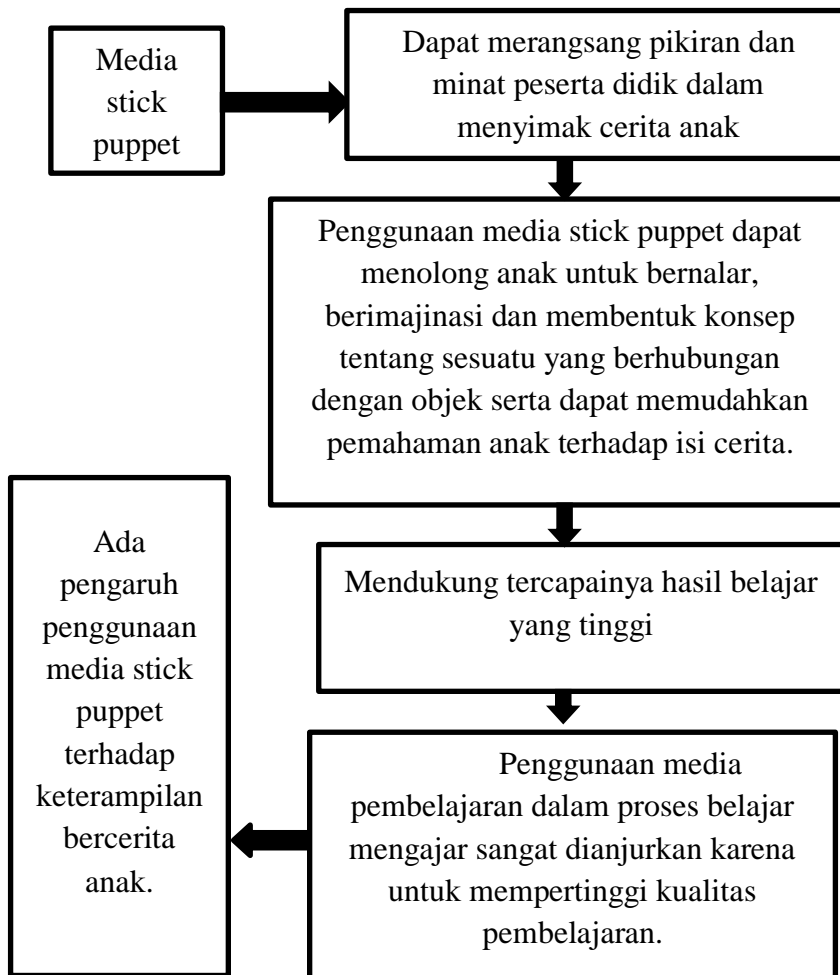 Media
stick
puppet
Dapat merangsang pikiran dan
minat peserta didik dalam
menyimak cerita anak
Penggunaan media stick puppet dapat
menolong anak untuk bernalar,
berimajinasi dan membentuk konsep
tentang sesuatu yang berhubungan
dengan objek serta dapat memudahkan
pemahaman anak terhadap isi cerita.
Mendukung tercapainya hasil belajar
yang tinggi
Penggunaan media
pembelajaran dalam proses belajar
mengajar sangat dianjurkan karena
untuk mempertinggi kualitas
pembelajaran.
Ada
pengaruh
penggunaan
media stick
puppet
terhadap
keterampilan
bercerita
anak.